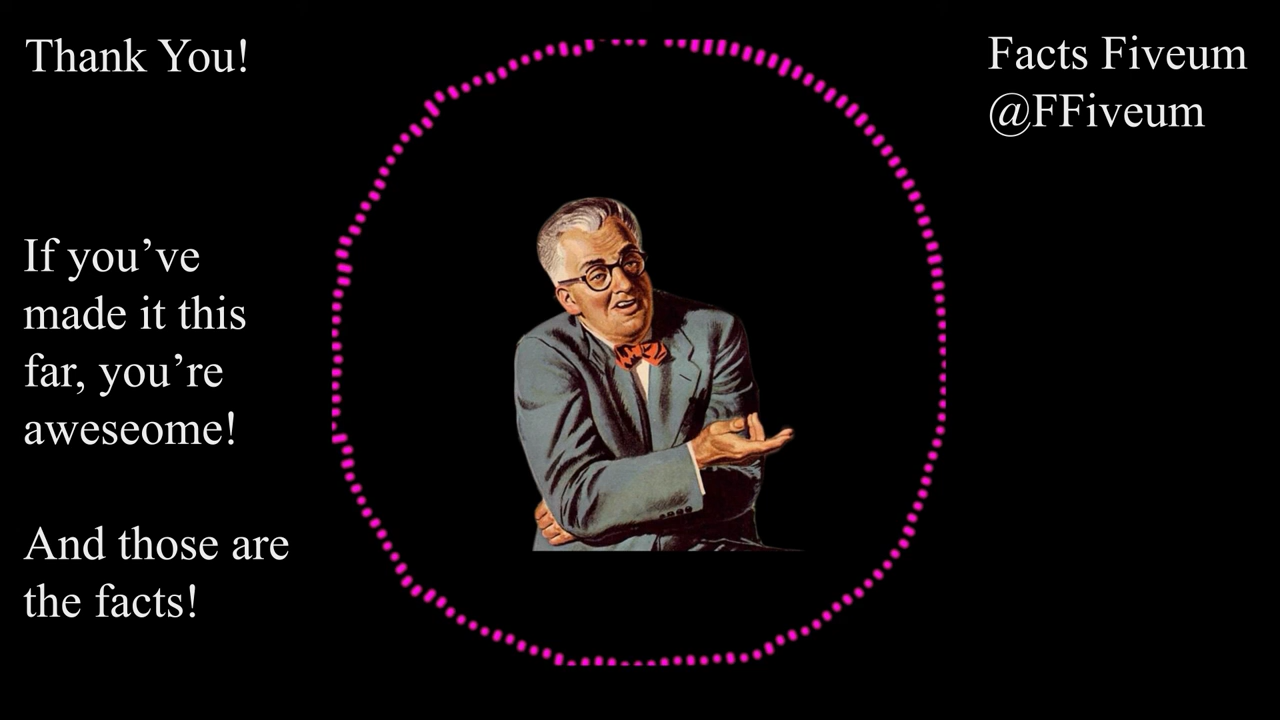 Thank You!
Facts Fiveum
@FFiveum
If you’ve
made it this
far, you’re
aweseome!
And those are
the facts!